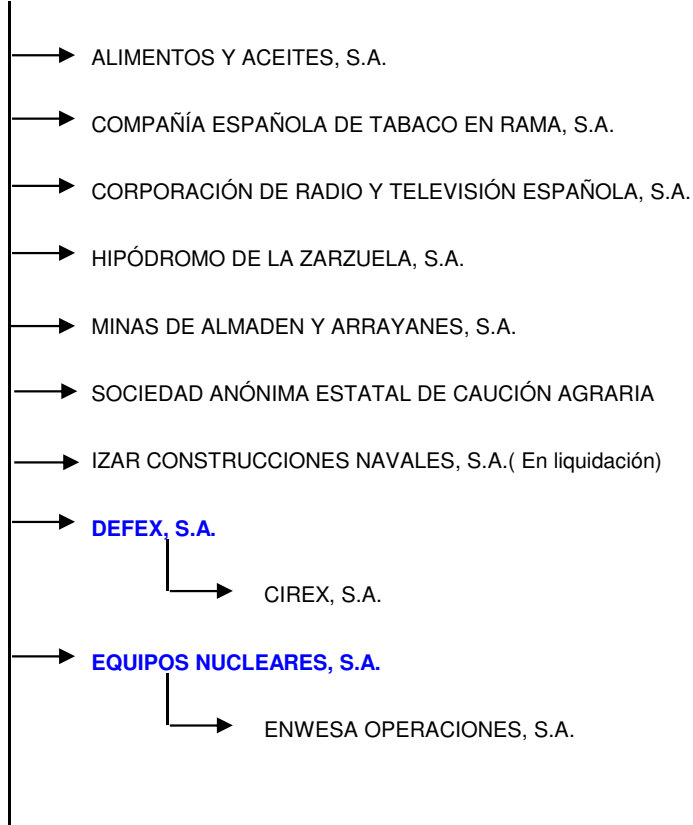 ALIMENTOS Y ACEITES, S.A.
COMPAÑÍA ESPAÑOLA DE TABACO EN RAMA, S.A.
CORPORACIÓN DE RADIO Y TELEVISIÓN ESPAÑOLA, S.A.
HIPÓDROMO DE LA ZARZUELA, S.A.
MINAS DE ALMADEN Y ARRAYANES, S.A.
SOCIEDAD ANÓNIMA ESTATAL DE CAUCIÓN AGRARIA
IZAR CONSTRUCCIONES NAVALES, S.A.( En liquidación)
DEFEX, S.A.
CIREX, S.A.
EQUIPOS NUCLEARES, S.A.
ENWESA OPERACIONES, S.A.